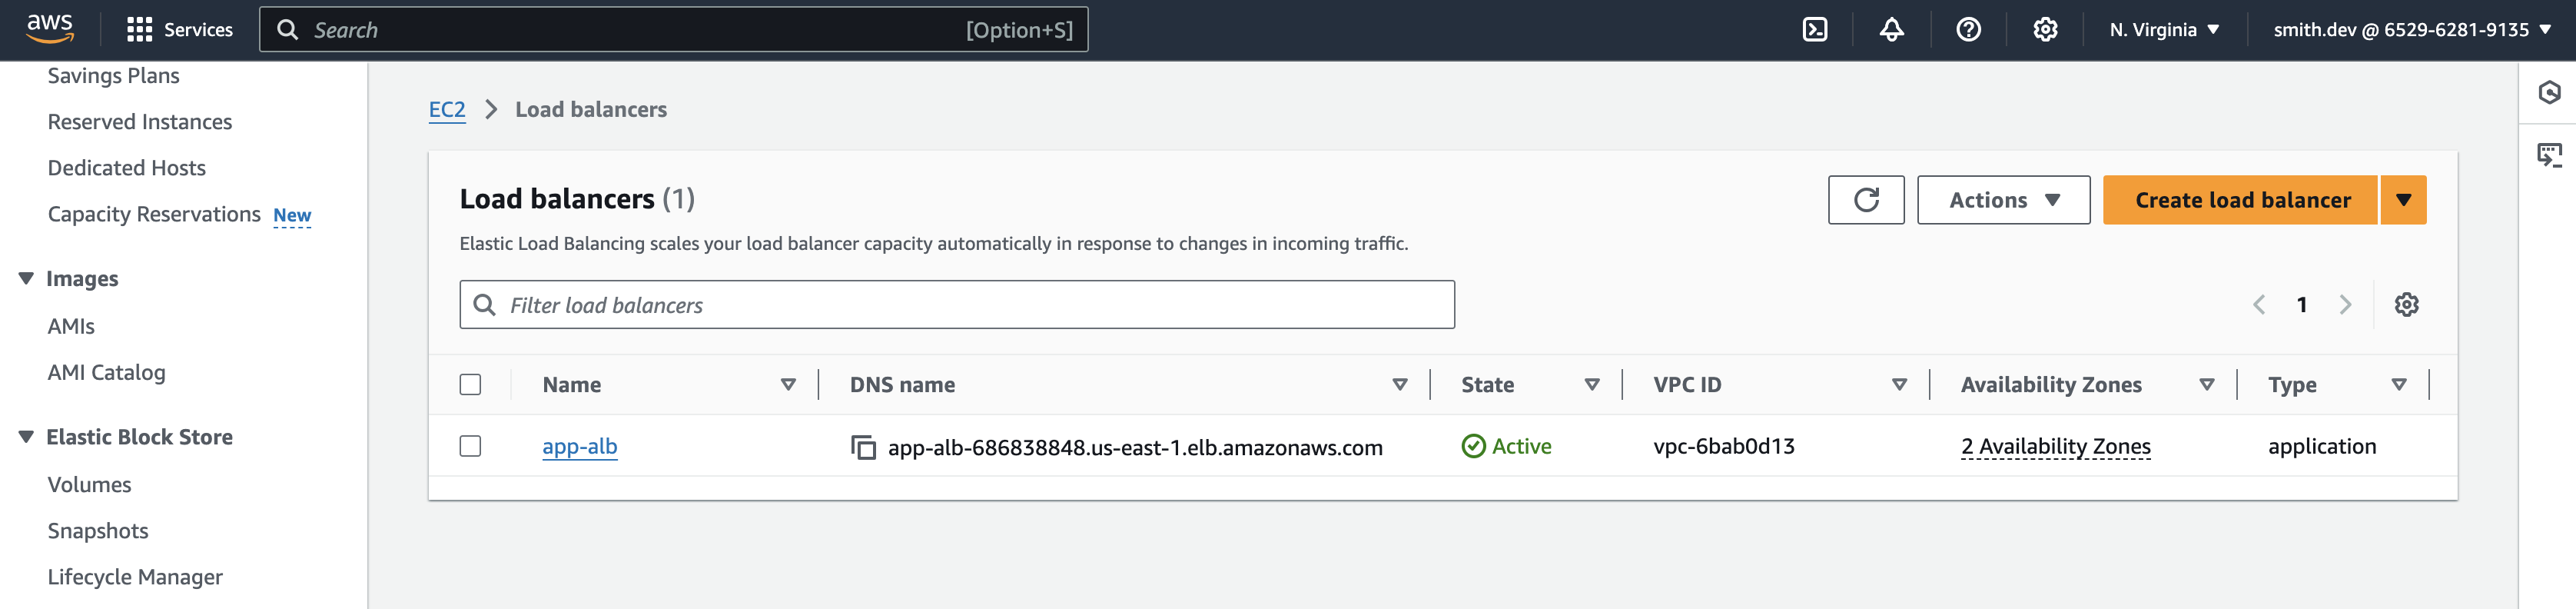 aws
Services
Search
[Option+S]
N. Virginia
smith.dev @ 6529-6281-9135
Savings Plans
Reserved Instances
Dedicated Hosts
Capacity Reservations New
Images
AMIs
AMI Catalog
Elastic Block Store
Volumes
Snapshots
Lifecycle Manager
EC2 > Load balancers
Load balancers (1)
Actions
Create load balancer
Elastic Load Balancing scales your load balancer capacity automatically in response to changes in incoming traffic.
Filter load balancers
1
Name DNS name State VPC ID Availability Zones Type
app-alb app-alb-686838848.us-east-1.elb.amazonaws.com Active vpc-6bab0d13 2 Availability Zones application